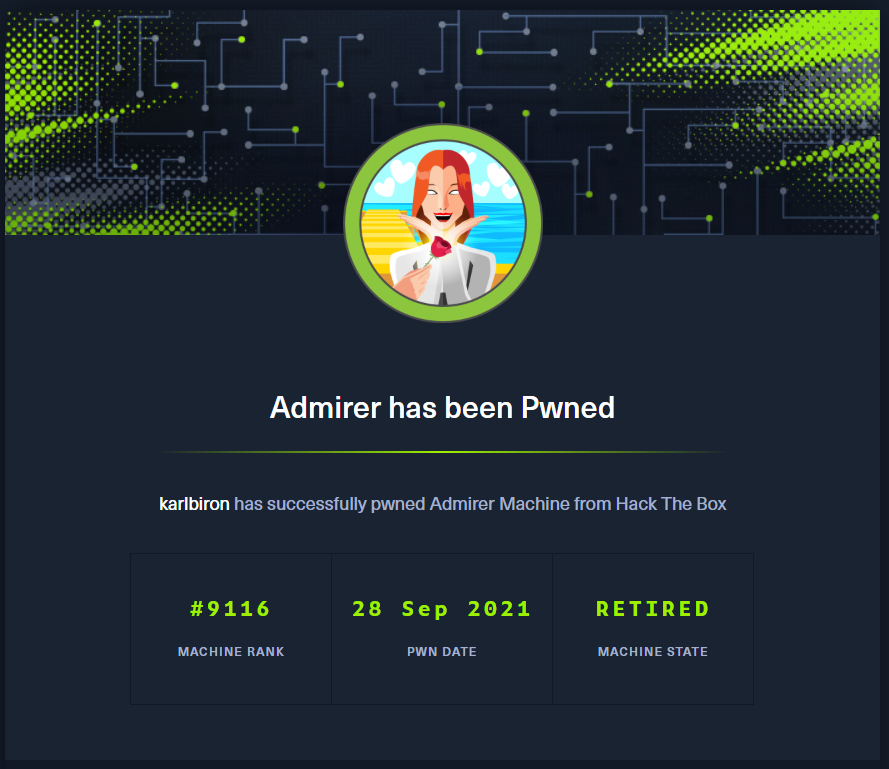 Admirer has been Pwned
karlbiron has successfully pwned Admirer Machine from Hack The Box
#9116
MACHINE RANK
28 Sep 2021
PWN DATE
RETIRED
MACHINE STATE